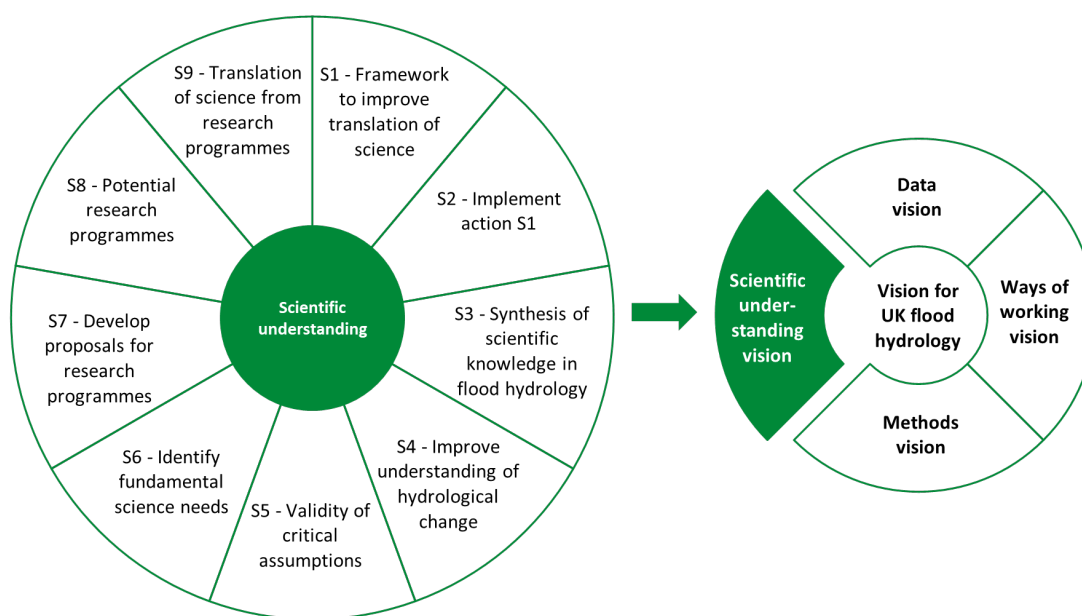 S1 - Framework
to improve
translation of
science
S2 - Implement
action S1
S3 - Synthesis of
scientific
knowledge in
flood hydrology
S4 - Improve
understanding of
hydrological
change
S5 - Validity of
critical
assumptions
S6 - Identify
fundamental
science needs
S7 - Develop
proposals for
research
programmes
S8 - Potential
research
programmes
S9 - Translation
of science from
research
programmes
Scientific
understanding
Data
vision
Ways of
working
vision
Methods
vision
Scientific
under-
standing
vision
Vision for
UK flood
hydrology